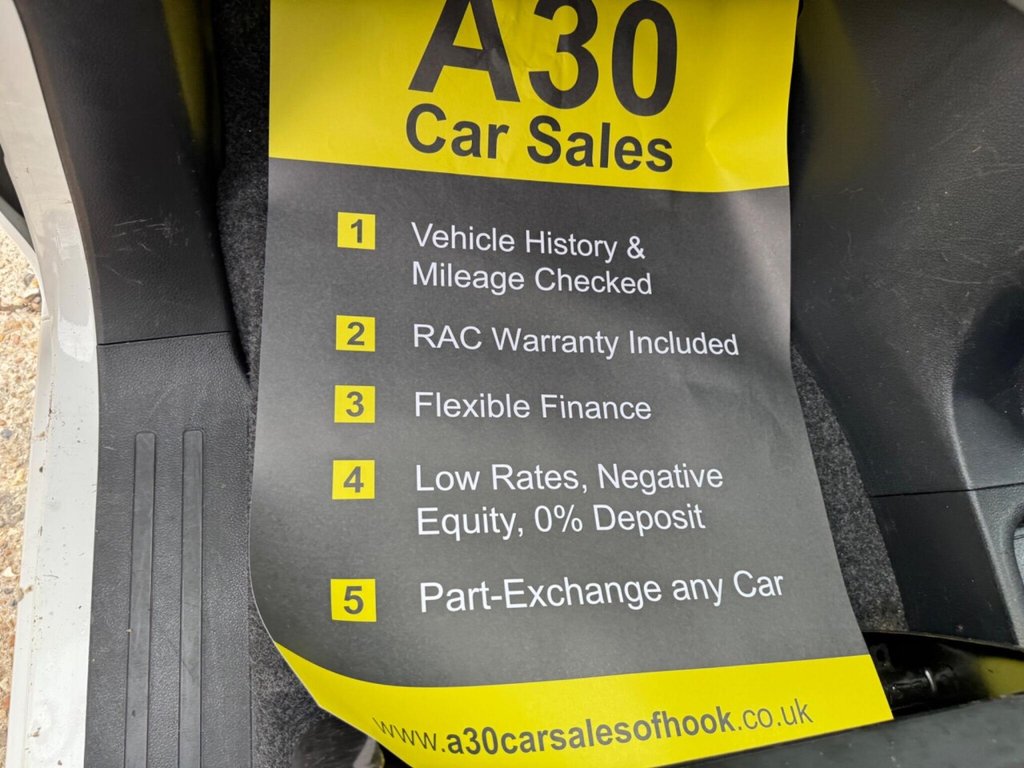 A30
Car Sales
1 Vehicle History &
Mileage Checked
2 RAC Warranty Included
3 Flexible Finance
4 Low Rates, Negative
Equity, 0% Deposit
5 Part-Exchange any Car
www.a30carsalesofhook.co.uk